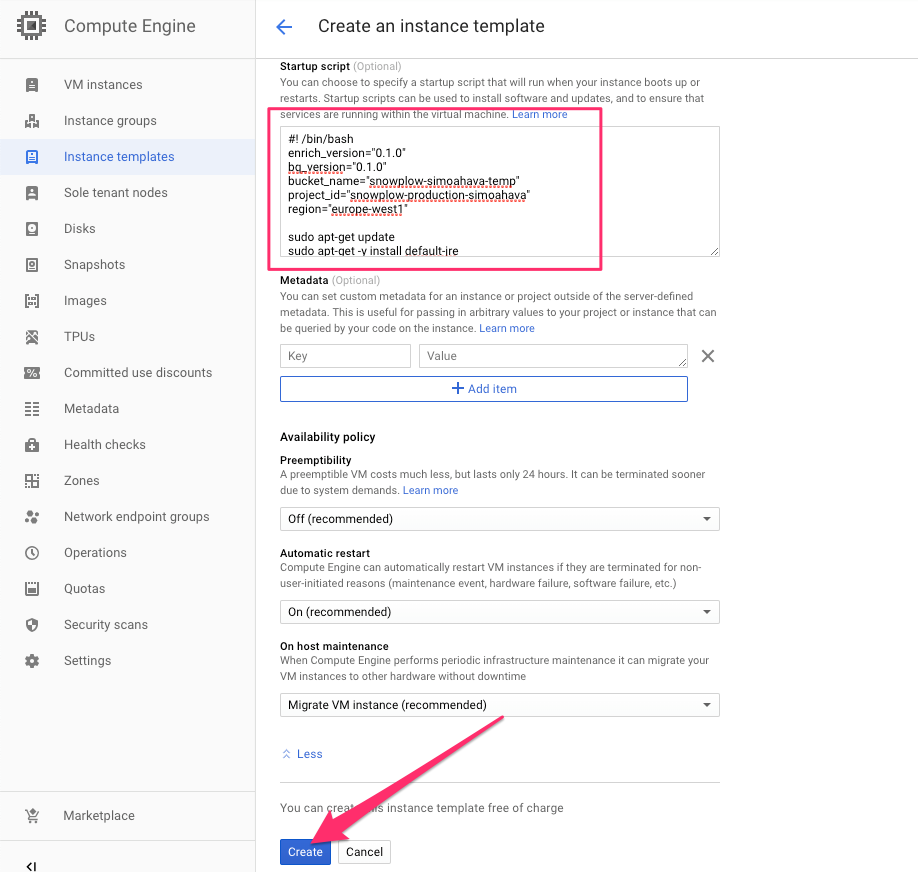 Compute Engine
VM instances
Instance groups
Instance templates
Sole tenant nodes
Disks
Snapshots
Images
TPUs
Committed use discounts
Metadata
Health checks
Zones
Network endpoint groups
Operations
Quotas
Security scans
Settings
Marketplace
Create an instance template
Startup script (Optional)
You can choose to specify a startup script that will run when your instance boots up or
restarts. Startup scripts can be used to install software and updates, and to ensure that
services are running within the virtual machine. Learn more
#! /bin/bash
enrich_version="0.1.0"
bq_version="0.1.0"
bucket_name="snowplow-simoahava-temp"
project_id="snowplow-production-simoahava"
region="europe-west1"
sudo apt-get update
sudo apt-get -y install default-jre
Metadata (Optional)
You can set custom metadata for an instance or project outside of the server-defined
metadata. This is useful for passing in arbitrary values to your project or instance that can
be queried by your code on the instance. Learn more
Key Value
Add item
Availability policy
Preemptibility
A preemptible VM costs much less, but lasts only 24 hours. It can be terminated sooner
due to system demands. Learn more
Off (recommended)
Automatic restart
Compute Engine can automatically restart VM instances if they are terminated for non-
user-initiated reasons (maintenance event, hardware failure, software failure, etc.)
On (recommended)
On host maintenance
When Compute Engine performs periodic infrastructure maintenance it can migrate your
VM instances to other hardware without downtime
Migrate VM instance (recommended)
Less
You can create this instance template free of charge
Create Cancel